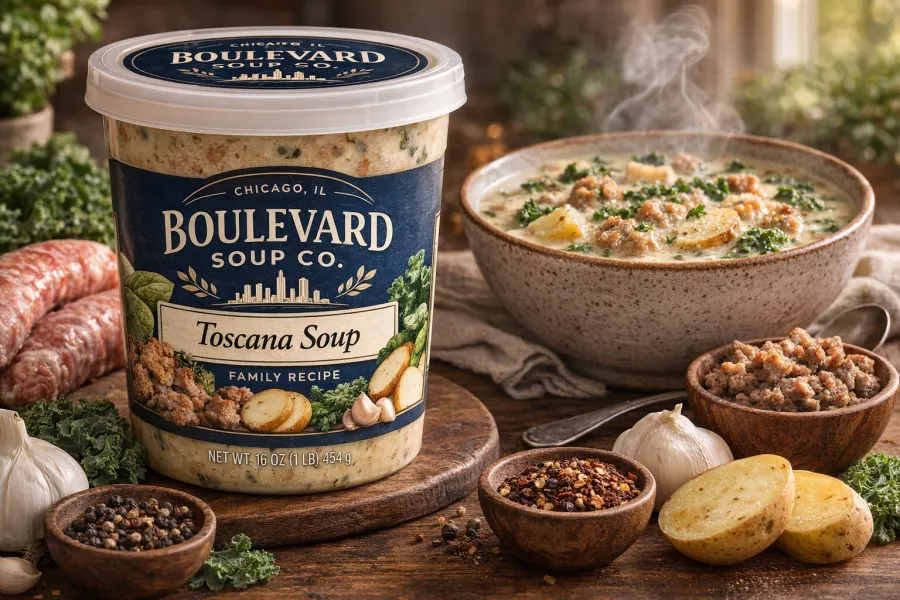 CHICAGO, IL
BOULEVARD
SOUP CO.
CHICAGO, IL
BOULEVARD
SOUP CO.
Toscana Soup
FAMILY RECIPE
NET WT. 16 OZ (1 LB) 454 g